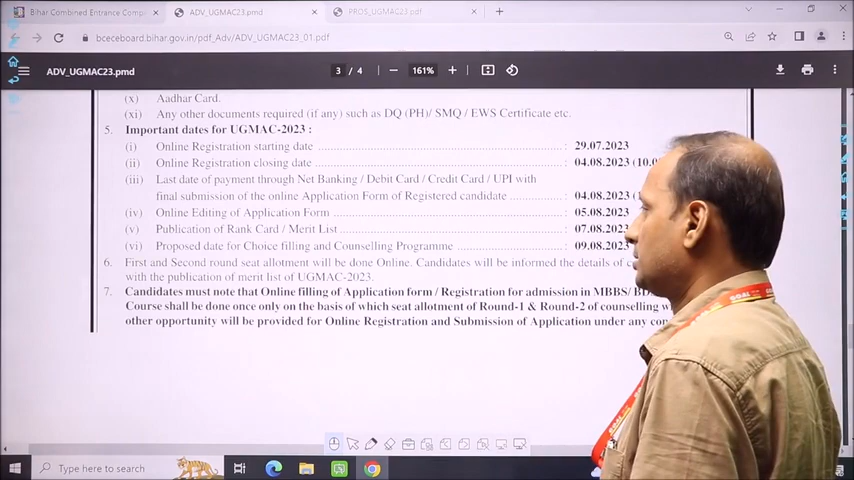 Bihar Combined Entrance Comp
ADV_UGMAC23.pmd
PROS_UGMAC23.pdf
bceceboard.bihar.gov.in/pdf_Adv/ADV_UGMAC23_01.pdf
ADV_UGMAC23.pmd
3 / 4
161%
(x) Aadhar Card.
(xi) Any other documents required (if any) such as DQ (PH)/ SMQ / EWS Certificate etc.
5. Important dates for UGMAC-2023 :
(i) Online Registration starting date : 29.07.2023
(ii) Online Registration closing date : 04.08.2023 (10.0
(iii) Last date of payment through Net Banking / Debit Card / Credit Card / UPI with
final submission of the online Application Form of Registered candidate : 04.08.2023 (1
(iv) Online Editing of Application Form : 05.08.2023
(v) Publication of Rank Card / Merit List : 07.08.2023
(vi) Proposed date for Choice filling and Counselling Programme : 09.08.2023
6. First and Second round seat allotment will be done Online. Candidates will be informed the details of
with the publication of merit list of UGMAC-2023.
7. Candidates must note that Online filling of Application form / Registration for admission in MBBS/
Course shall be done once only on the basis of which seat allotment of Round-1 & Round-2 of counselling
other opportunity will be provided for Online Registration and Submission of Application under any
Type here to search
GOAL